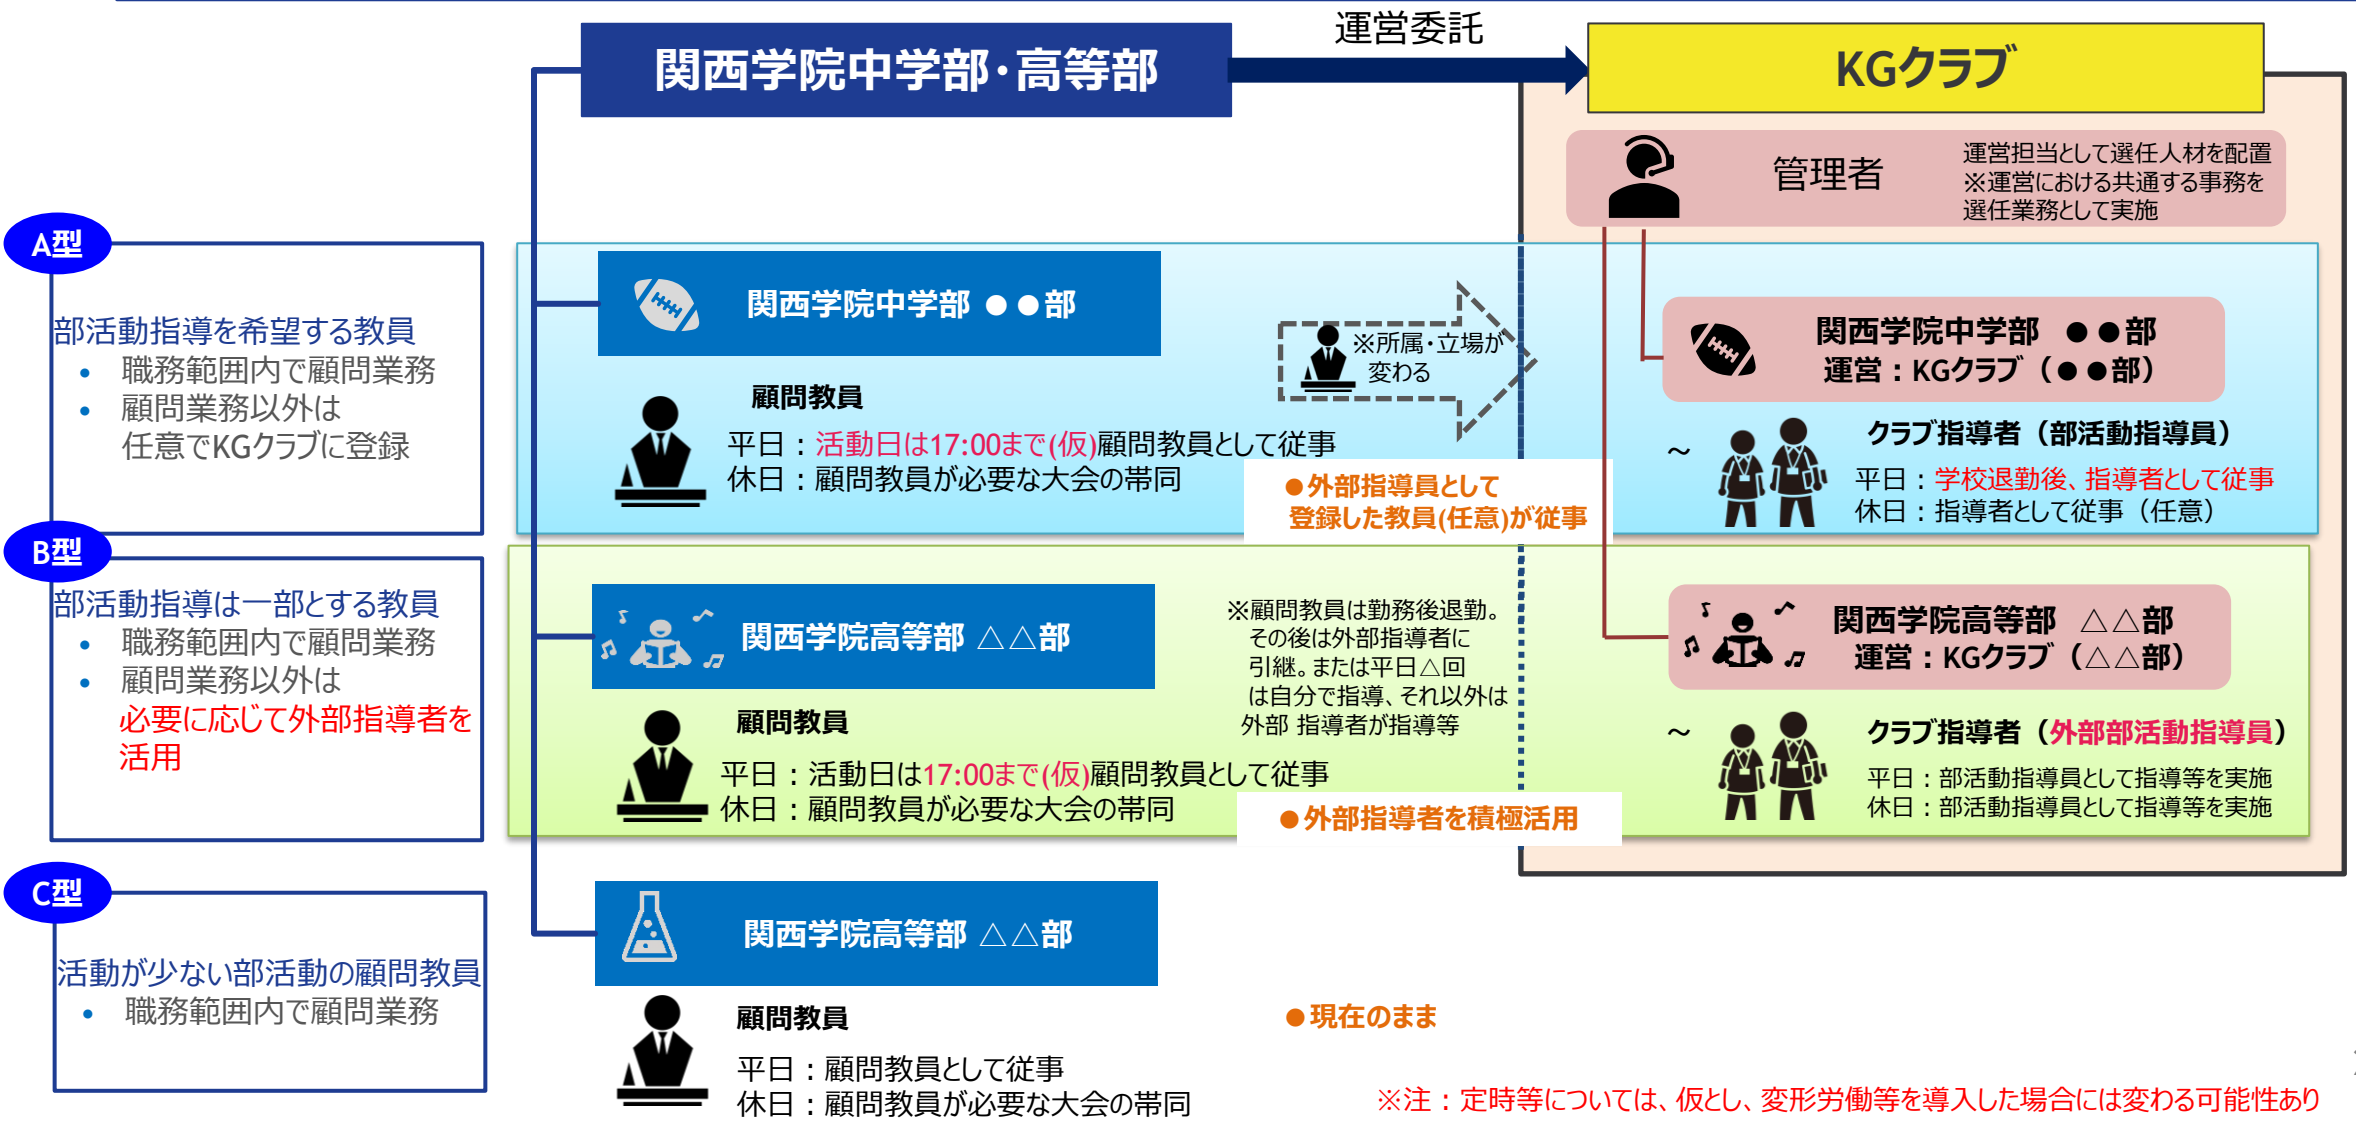 運営委託
関西学院中学部・高等部
KGクラブ
管理者
運営担当として選任人材を配置
※運営における共通する事務を
選任業務として実施
A型
部活動指導を希望する教員
• 職務範囲内で顧問業務
• 顧問業務以外は
任意でKGクラブに登録
関西学院中学部 ●●部
顧問教員
平日：活動日は17:00まで(仮)顧問教員として従事
休日：顧問教員が必要な大会の帯同
※所属・立場が
変わる
●外部指導員として
登録した教員(任意)が従事
関西学院中学部 ●●部
運営：KGクラブ（●●部）
～
クラブ指導者（部活動指導員）
平日：学校退勤後、指導者として従事
休日：指導者として従事（任意）
B型
部活動指導は一部とする教員
• 職務範囲内で顧問業務
• 顧問業務以外は
必要に応じて外部指導者を
活用
関西学院高等部 △△部
顧問教員
平日：活動日は17:00まで(仮)顧問教員として従事
休日：顧問教員が必要な大会の帯同
※顧問教員は勤務後退勤。
その後は外部指導者に
引継。または平日△回
は自分で指導、それ以外は
外部 指導者が指導等
●外部指導者を積極活用
関西学院高等部 △△部
運営：KGクラブ（△△部）
～
クラブ指導者（外部部活動指導員）
平日：部活動指導員として指導等を実施
休日：部活動指導員として指導等を実施
C型
活動が少ない部活動の顧問教員
• 職務範囲内で顧問業務
関西学院高等部 △△部
顧問教員
平日：顧問教員として従事
休日：顧問教員が必要な大会の帯同
●現在のまま
※注：定時等については、仮とし、変形労働等を導入した場合には変わる可能性あり